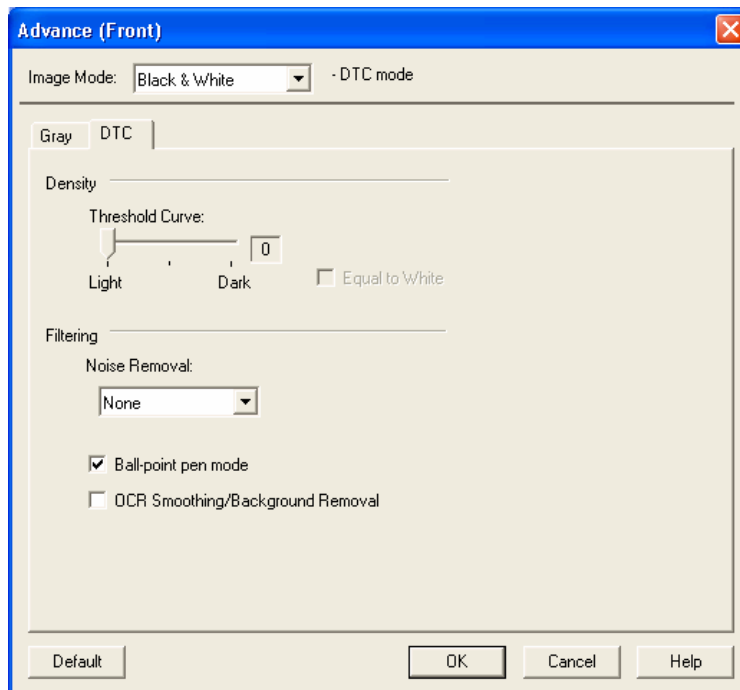 Advance (Front)
Image Mode: Black & White - DTC mode
Gray DTC
Density
Threshold Curve:
0
Light Dark Equal to White
Filtering
Noise Removal:
None
Ball-point pen mode
OCR Smoothing/Background Removal
Default OK Cancel Help